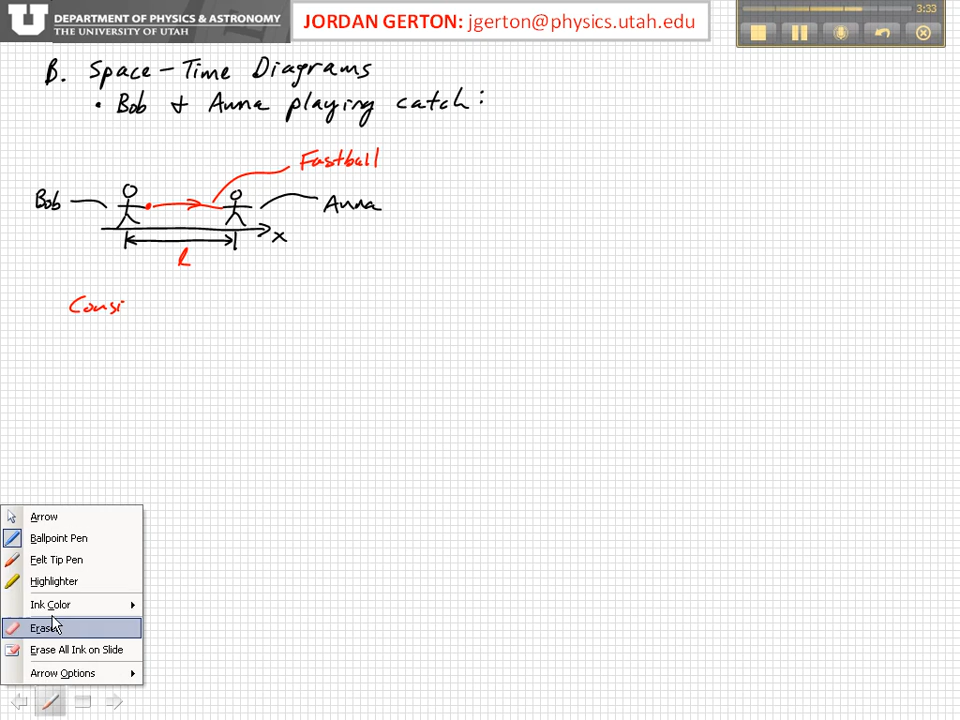 DEPARTMENT OF PHYSICS & ASTRONOMY
THE UNIVERSITY OF UTAH
JORDAN GERTON: jgerton@physics.utah.edu
3:33
B. Space-Time Diagrams
• Bob + Anna playing catch:
Fastball
Bob
Anna
x
l
Consi
Arrow
Ballpoint Pen
Felt Tip Pen
Highlighter
Ink Color
Erase
Erase All Ink on Slide
Arrow Options